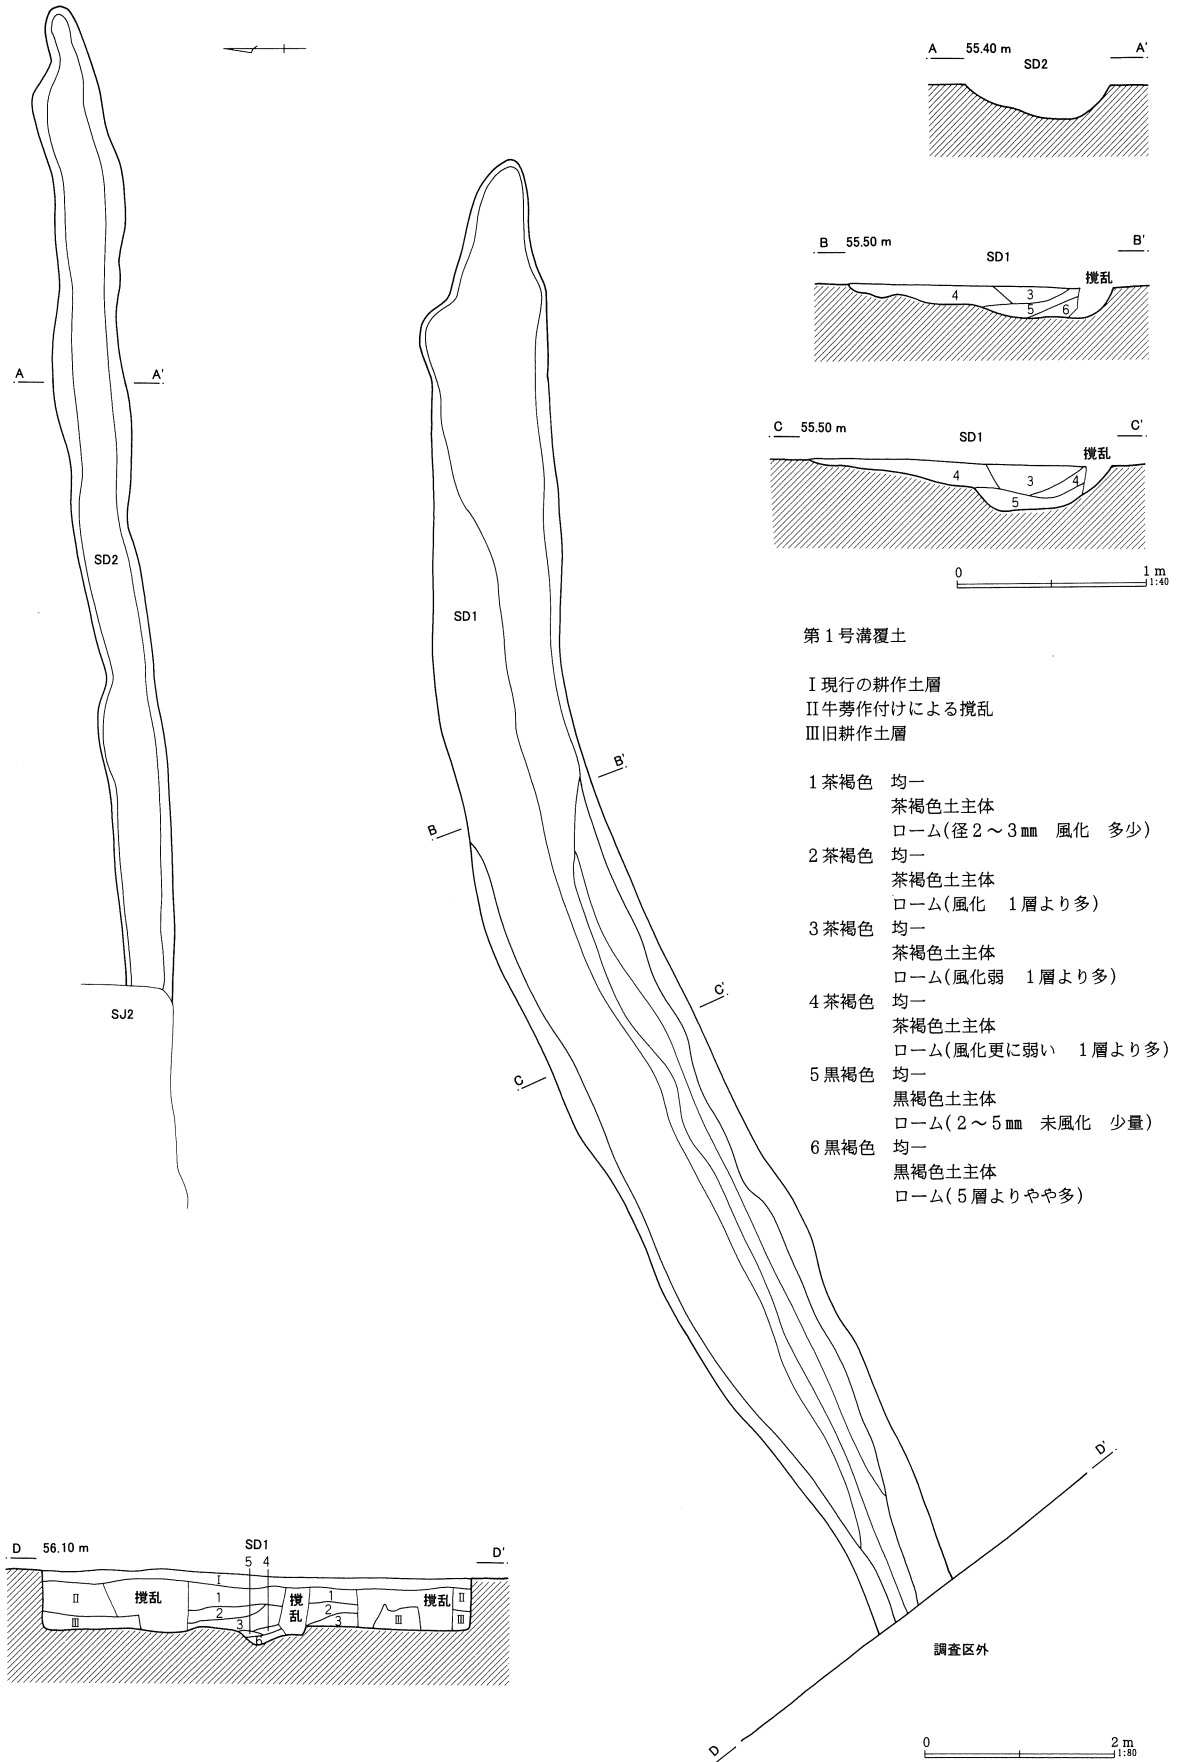 A 55.40 m A'
SD2
B 55.50 m B'
SD1
撹乱
4 3
5 6
C 55.50 m C'
SD1
撹乱
4 3 4
5
0 1 m
1:40
A A'
SD2
SJ2
SD1
B B'
C C'
D D'
調査区外
第1号溝覆土
Ⅰ現行の耕作土層
Ⅱ牛蒡作付けによる撹乱
Ⅲ旧耕作土層
1茶褐色 均一
茶褐色土主体
ローム(径2～3㎜ 風化 多少)
2茶褐色 均一
茶褐色土主体
ローム(風化 1層より多)
3茶褐色 均一
茶褐色土主体
ローム(風化弱 1層より多)
4茶褐色 均一
茶褐色土主体
ローム(風化更に弱い 1層より多)
5黒褐色 均一
黒褐色土主体
ローム(2～5㎜ 未風化 少量)
6黒褐色 均一
黒褐色土主体
ローム(5層よりやや多)
D 56.10 m D'
SD1
5 4
Ⅰ
Ⅱ 撹乱 1 撹乱 1 撹乱 Ⅱ
2 2
Ⅲ 3 3 Ⅲ Ⅲ
6
0 2 m
1:80